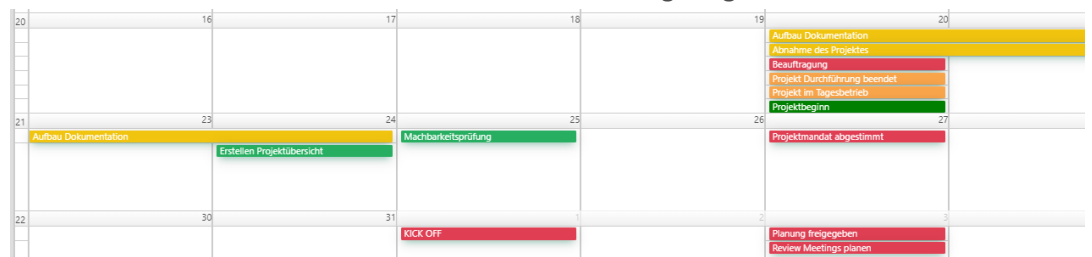 20 16 17 18 19 20
Aufbau Dokumentation
Abnahme des Projektes
Beauftragung
Projekt Durchführung beendet
Projekt im Tagesbetrieb
Projektbeginn
21 23 24 25 26 27
Aufbau Dokumentation Machbarkeitsprüfung Projektmandat abgestimmt
Erstellen Projektübersicht
22 30 31 1 2 3
KICK OFF Planung freigegeben
Review Meetings planen